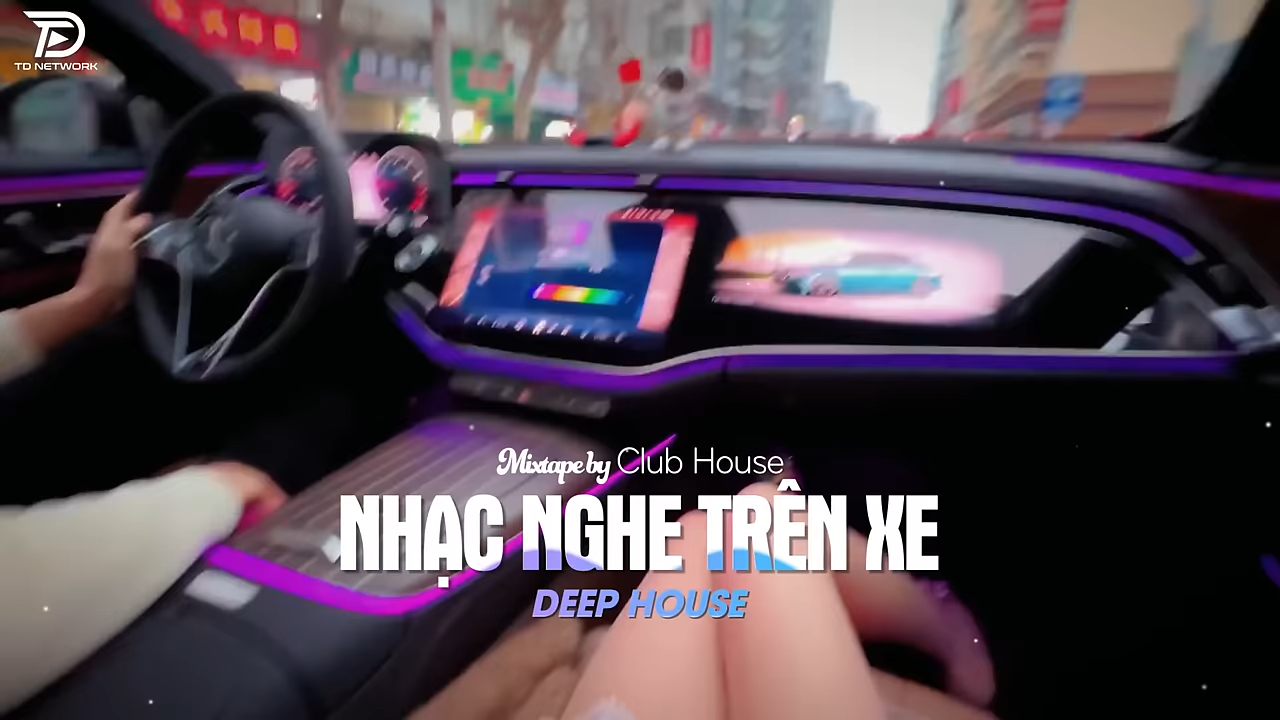 TD NETWORK
Mixtape by Club House
NHẠC NGHE TRÊN XE
DEEP HOUSE